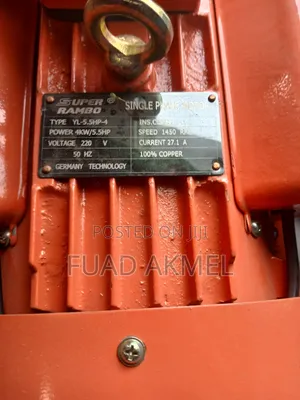 SUPER RAMBO
SINGLE
TYPE YL-5.5HP-4
POWER 4KW/5.5HP
SPEED 1450
VOLTAGE 220 V
CURRENT 27.1 A
50 HZ
100% COPPER
GERMANY TECHNOLOGY
POSTED ON JIJI
FUAD AKMEL